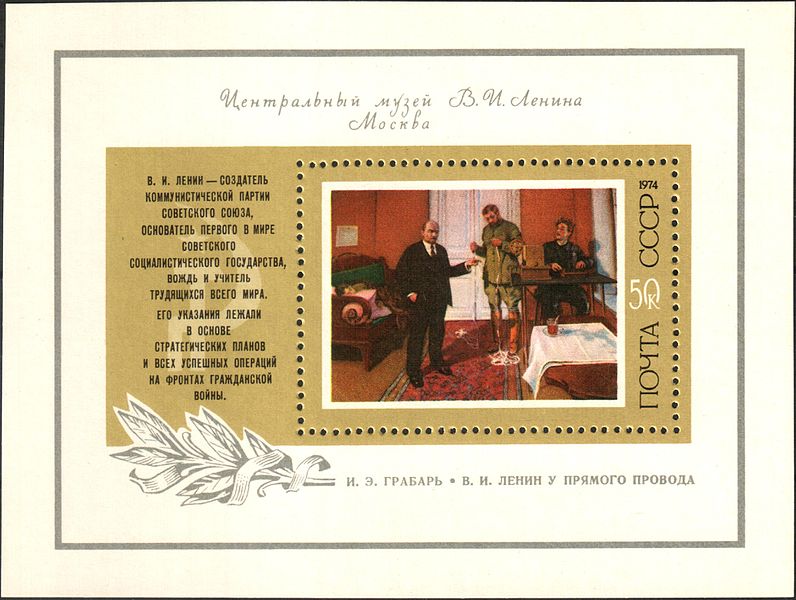 Центральный музей В.И. Ленина
Москва
В. И. ЛЕНИН — СОЗДАТЕЛЬ
КОММУНИСТИЧЕСКОЙ ПАРТИИ
СОВЕТСКОГО СОЮЗА,
ОСНОВАТЕЛЬ ПЕРВОГО В МИРЕ
СОВЕТСКОГО
СОЦИАЛИСТИЧЕСКОГО ГОСУДАРСТВА,
ВОЖДЬ И УЧИТЕЛЬ
ТРУДЯЩИХСЯ ВСЕГО МИРА.
ЕГО УКАЗАНИЯ ЛЕЖАЛИ
В ОСНОВЕ
СТРАТЕГИЧЕСКИХ ПЛАНОВ
И ВСЕХ УСПЕШНЫХ ОПЕРАЦИЙ
НА ФРОНТАХ ГРАЖДАНСКОЙ
ВОЙНЫ.
ПОЧТА 50к СССР 1974
И. Э. ГРАБАРЬ • В. И. ЛЕНИН У ПРЯМОГО ПРОВОДА